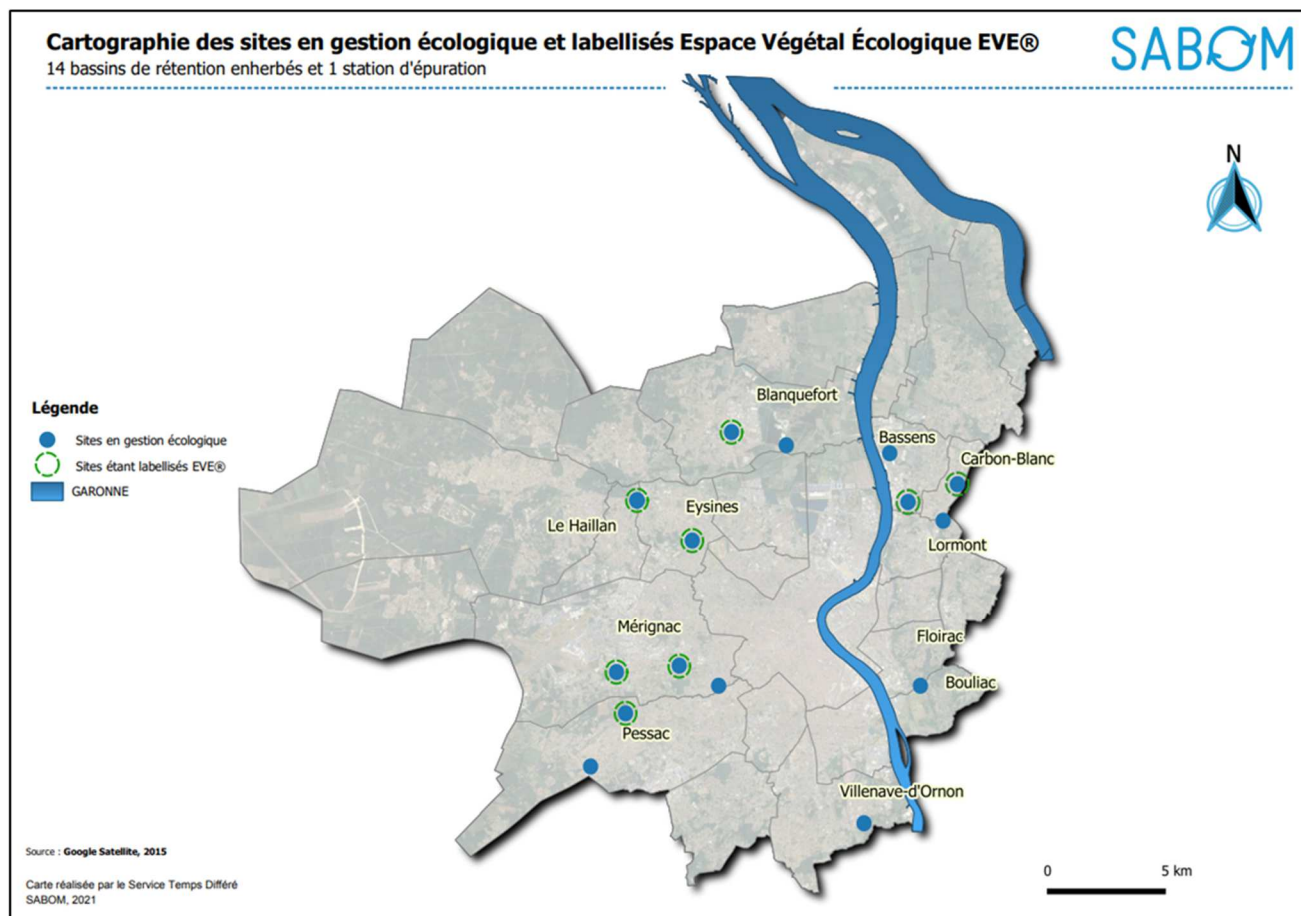 Cartographie des sites en gestion écologique et labellisés Espace Végétal Écologique EVE®
14 bassins de rétention enherbés et 1 station d'épuration
SABOM
N
Blanquefort
Bassens
Carbon-Blanc
Légende
Sites en gestion écologique
Sites étant labellisés EVE®
GARONNE
Eysines
Le Haillan
Lormont
Mérignac
Floirac
Bouliac
Pessac
Villenave-d'Ornon
Source : Google Satellite, 2015
Carte réalisée par le Service Temps Différé
SABOM, 2021
0 5 km